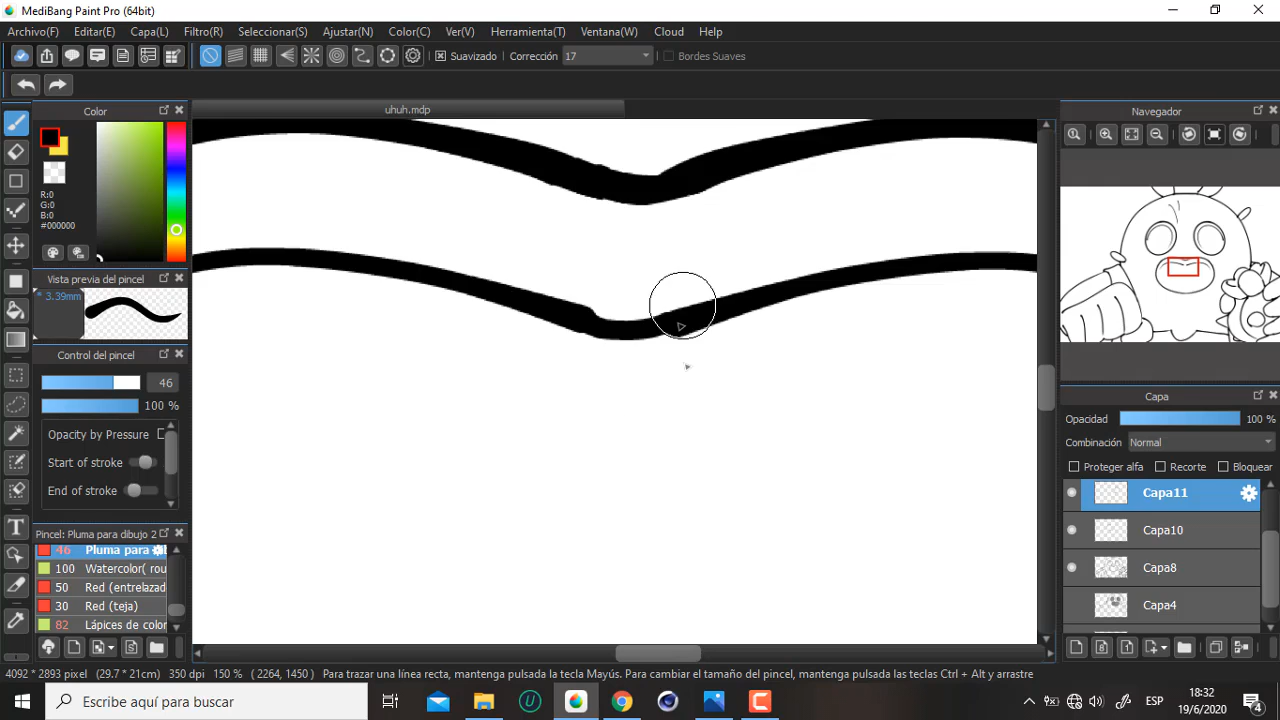 MediBang Paint Pro (64bit)
Archivo(F) Editar(E) Capa(L) Filtro(R) Seleccionar(S) Ajustar(N) Color(C) Ver(V) Herramienta(T) Ventana(W) Cloud Help
Suavizado Corrección 17 Bordes Suaves
Color
uhuh.mdp
Navegador
R:0
G:0
B:0
#000000
Vista previa del pincel
* 3.39mm
Control del pincel
46
100 %
Opacity by Pressure
Start of stroke
End of stroke
Pincel: Pluma para dibujo 2
46 Pluma para
100 Watercolor( rou
50 Red (entrelazad
30 Red (teja)
82 Lápices de color
Capa
Opacidad 100 %
Combinación Normal
Proteger alfa Recorte Bloquear
Capa11
Capa10
Capa8
Capa4
8 1
4092 * 2893 pixel (29.7 * 21cm) 350 dpi 150 % (2264, 1450) Para trazar una línea recta, mantenga pulsada la tecla Mayús. Para cambiar el tamaño del pincel, mantenga pulsadas las teclas Ctrl + Alt y arrastre
Escribe aquí para buscar
ESP
18:32
19/6/2020
4